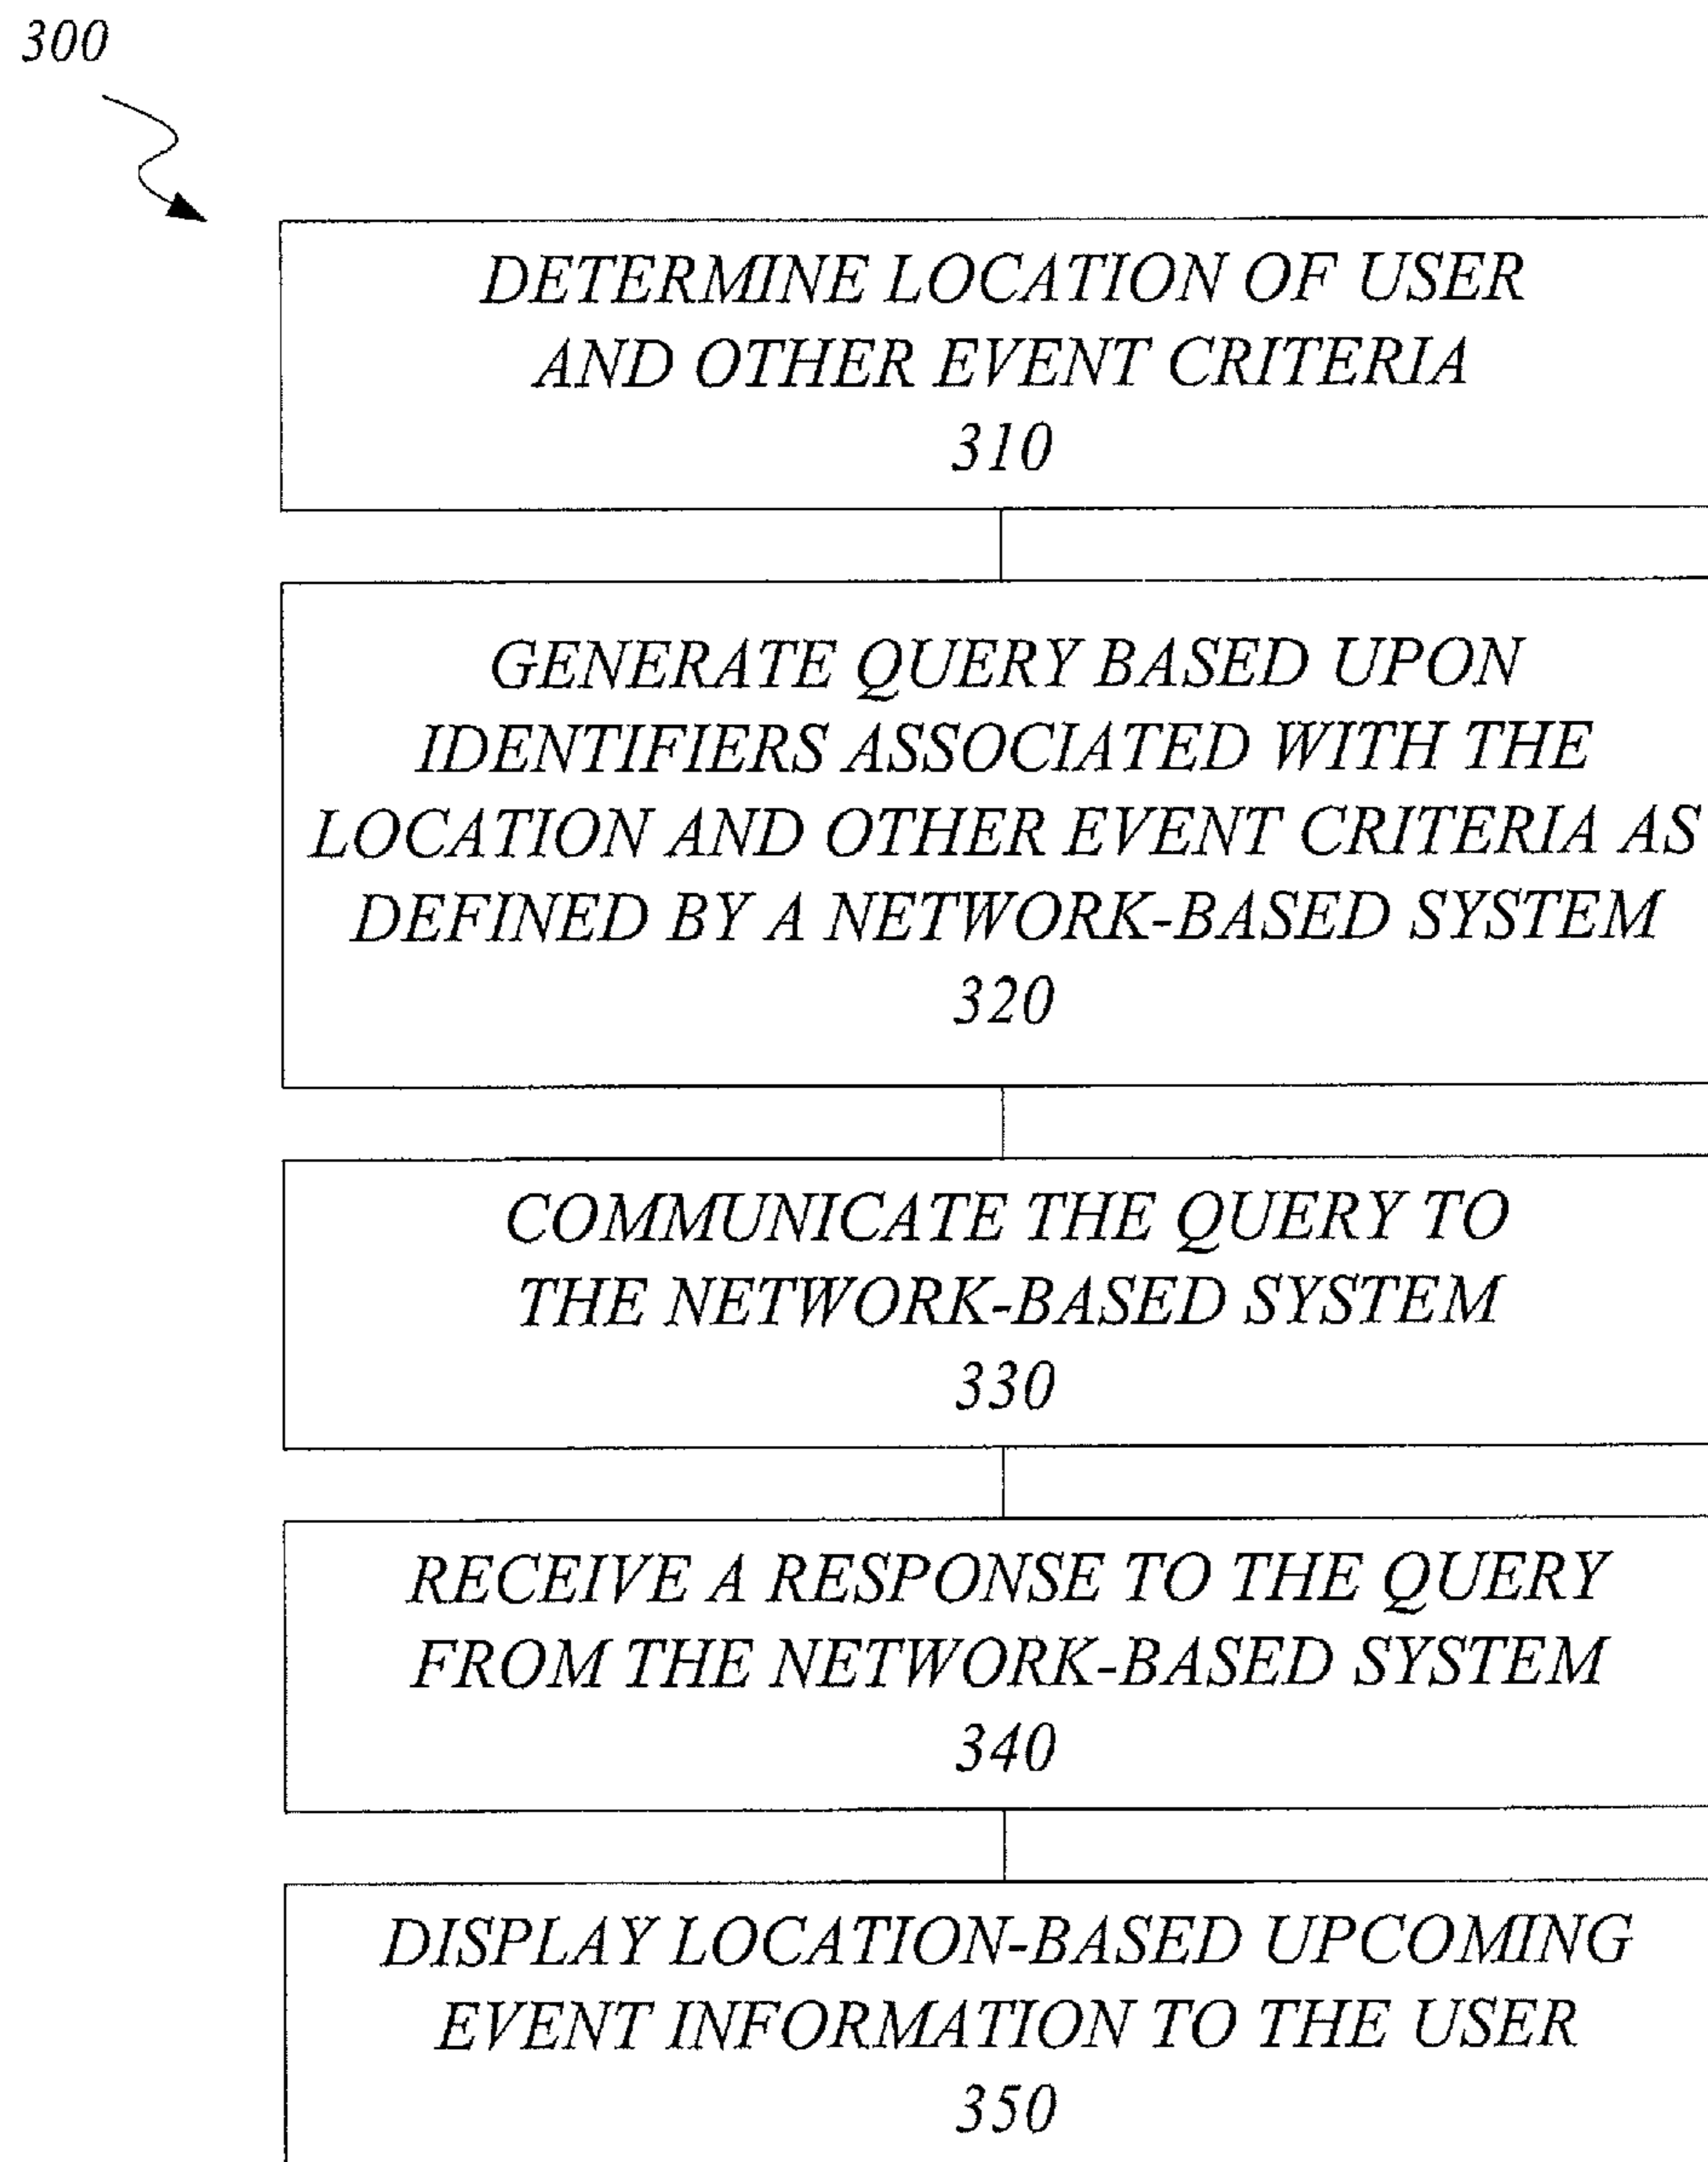 300
DETERMINE LOCATION OF USER
AND OTHER EVENT CRITERIA
310
GENERATE QUERY BASED UPON
IDENTIFIERS ASSOCIATED WITH THE
LOCATION AND OTHER EVENT CRITERIA AS
DEFINED BY A NETWORK-BASED SYSTEM
320
COMMUNICATE THE QUERY TO
THE NETWORK-BASED SYSTEM
330
RECEIVE A RESPONSE TO THE QUERY
FROM THE NETWORK-BASED SYSTEM
340
DISPLAY LOCATION-BASED UPCOMING
EVENT INFORMATION TO THE USER
350